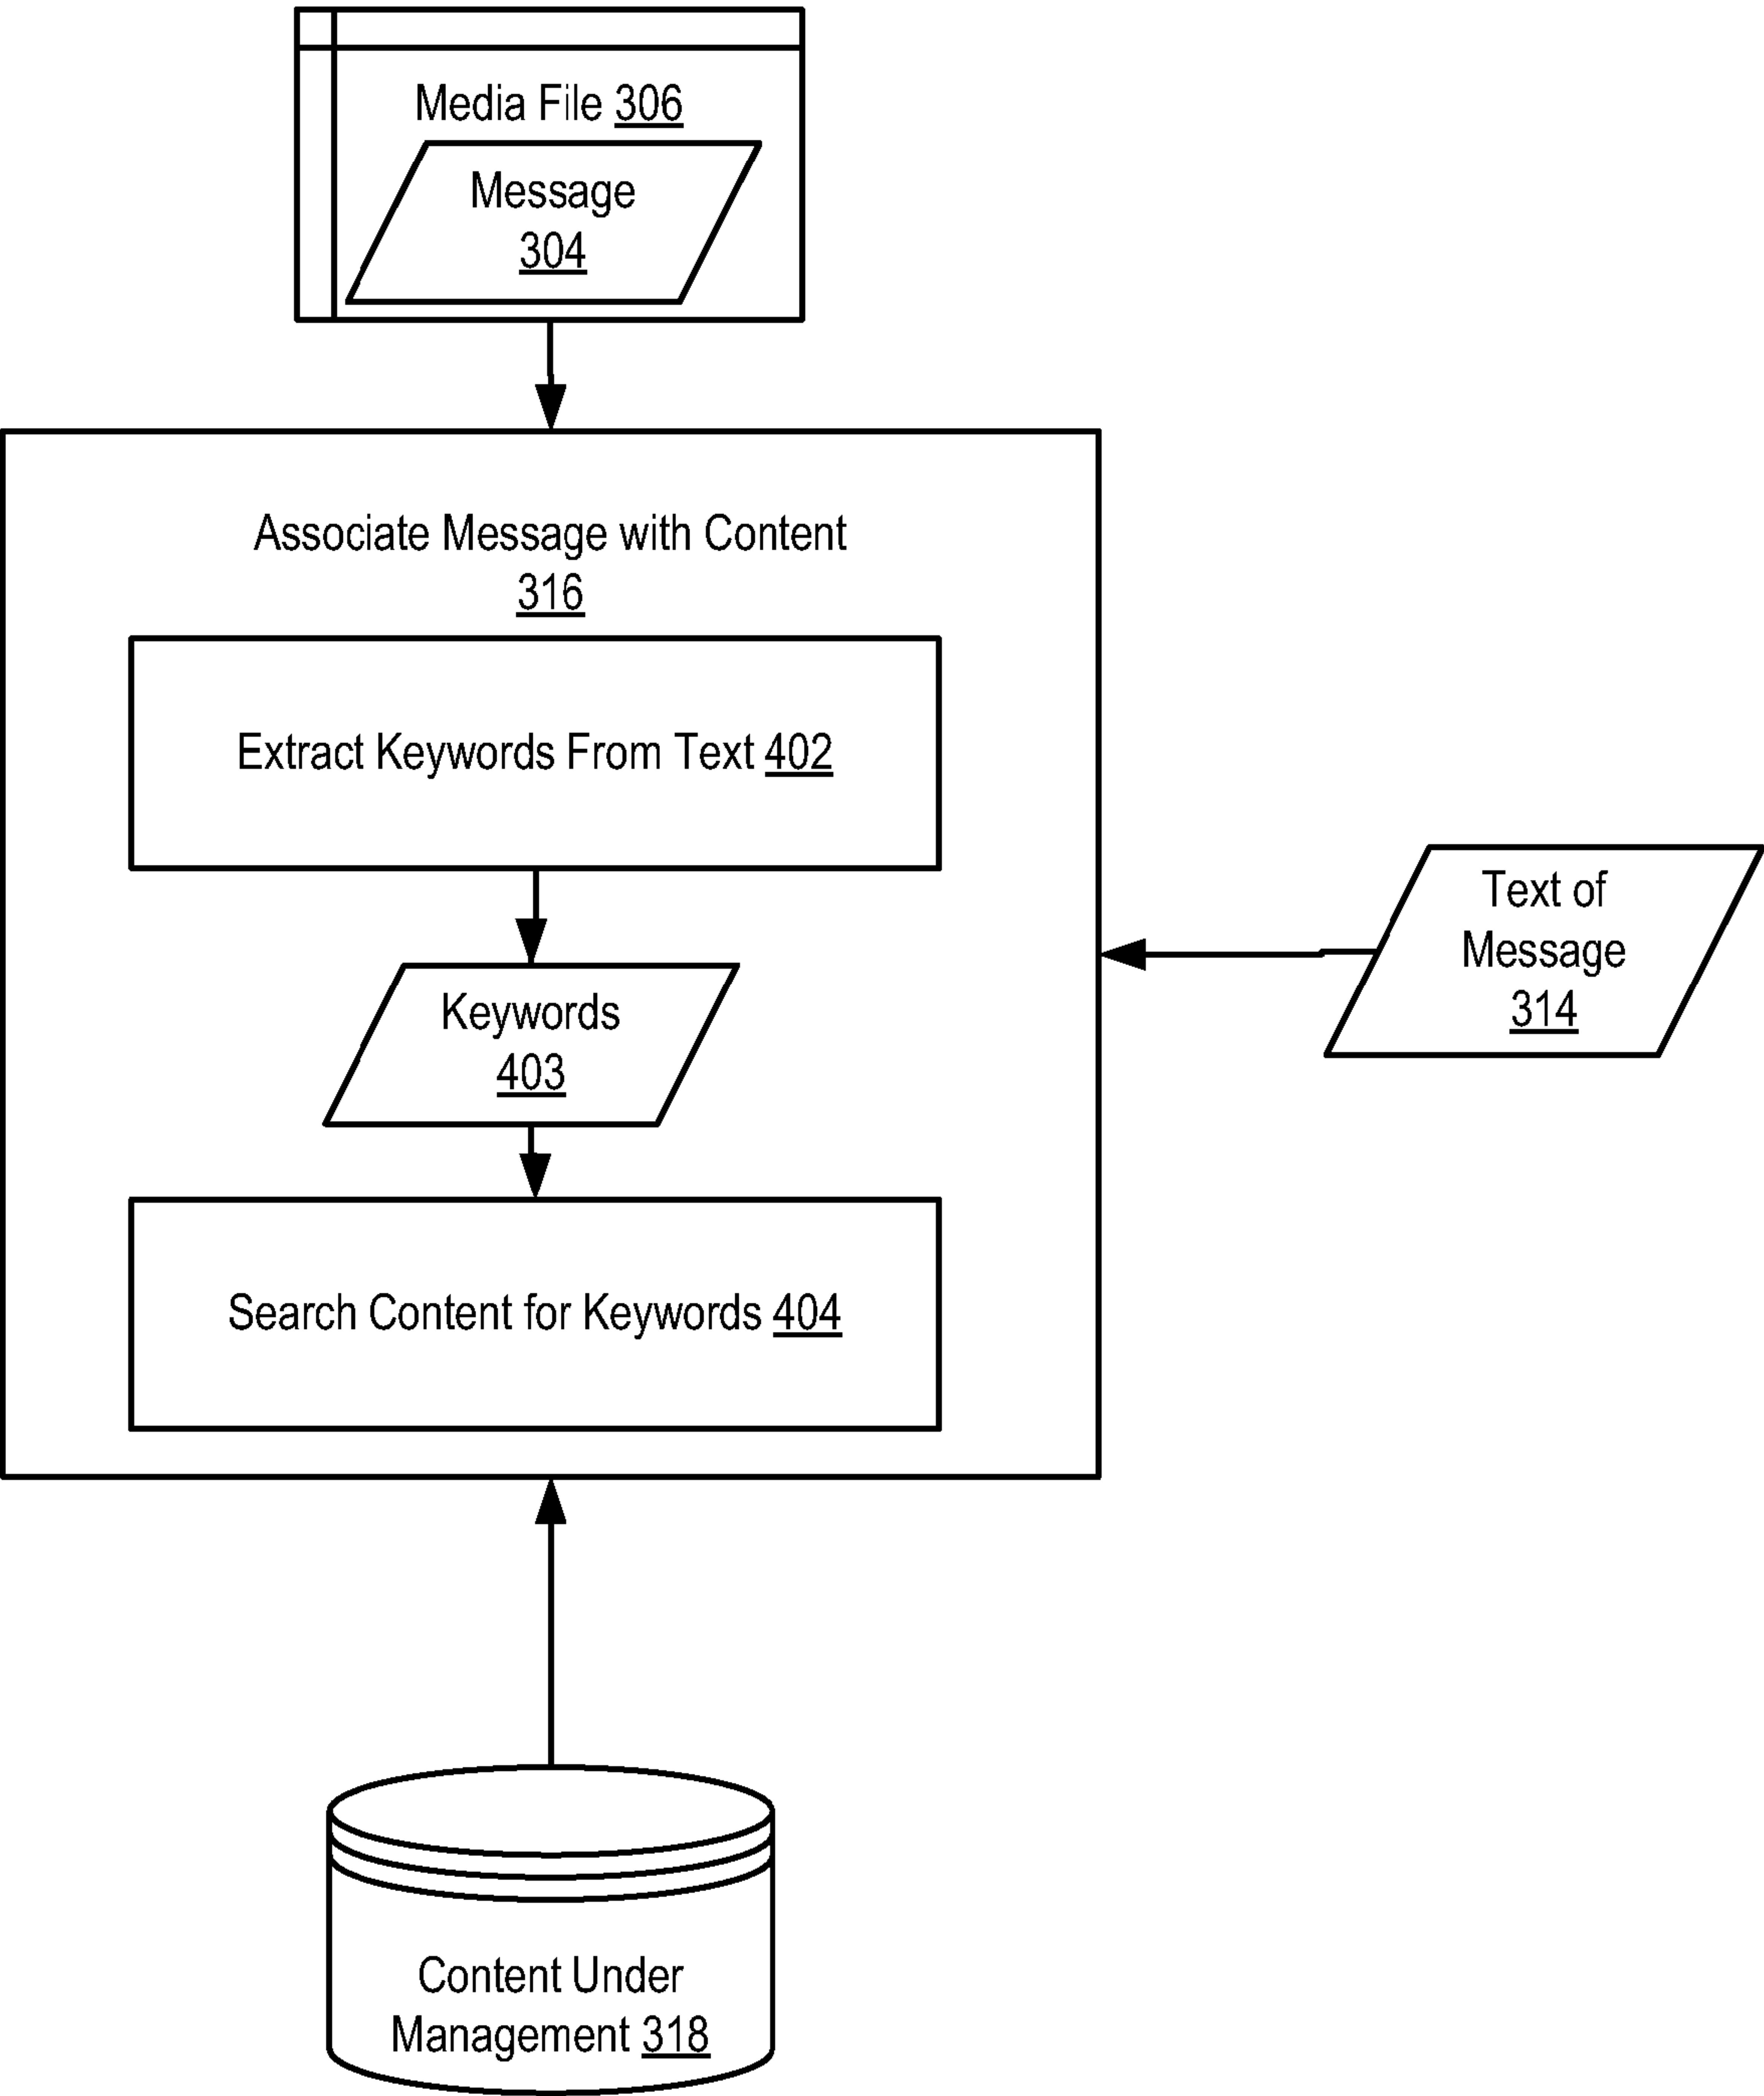 Media File 306
Message
304
Associate Message with Content
316
Extract Keywords From Text 402
Text of
Message
314
Keywords
403
Search Content for Keywords 404
Content Under
Management 318